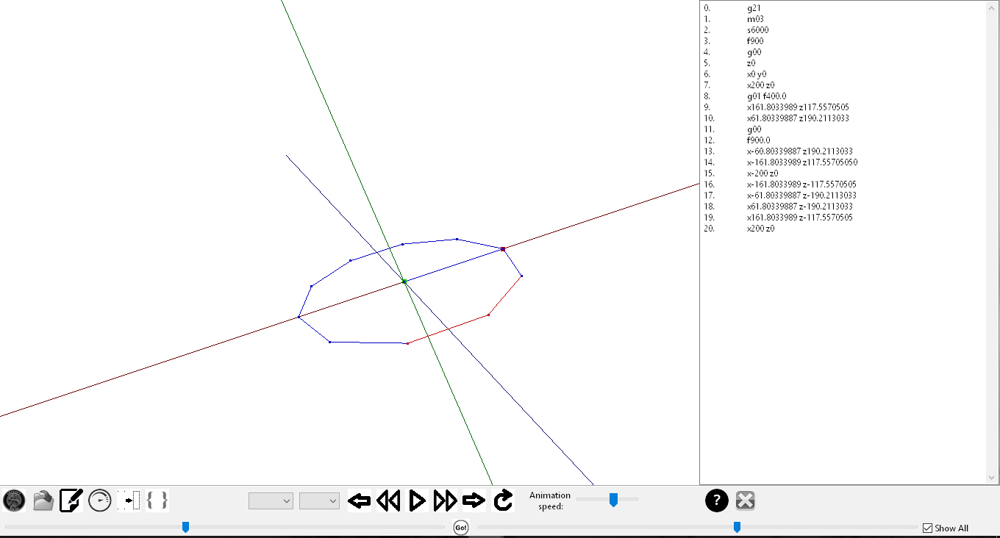 0. g21
1. m03
2. s6000
3. f900
4. g00
5. z0
6. x0 y0
7. x200 z0
8. g01 f400.0
9. x161.8033989 z117.5570505
10. x61.80339887 z190.2113033
11. g00
12. f900.0
13. x-60.80339887 z190.2113033
14. x-161.8033989 z117.55705050
15. x-200 z0
16. x-161.8033989 z-117.5570505
17. x-61.80339887 z-190.2113033
18. x61.80339887 z-190.2113033
19. x161.8033989 z-117.5570505
20. x200 z0
{ }
Animation
speed:
?
Go!
Show All